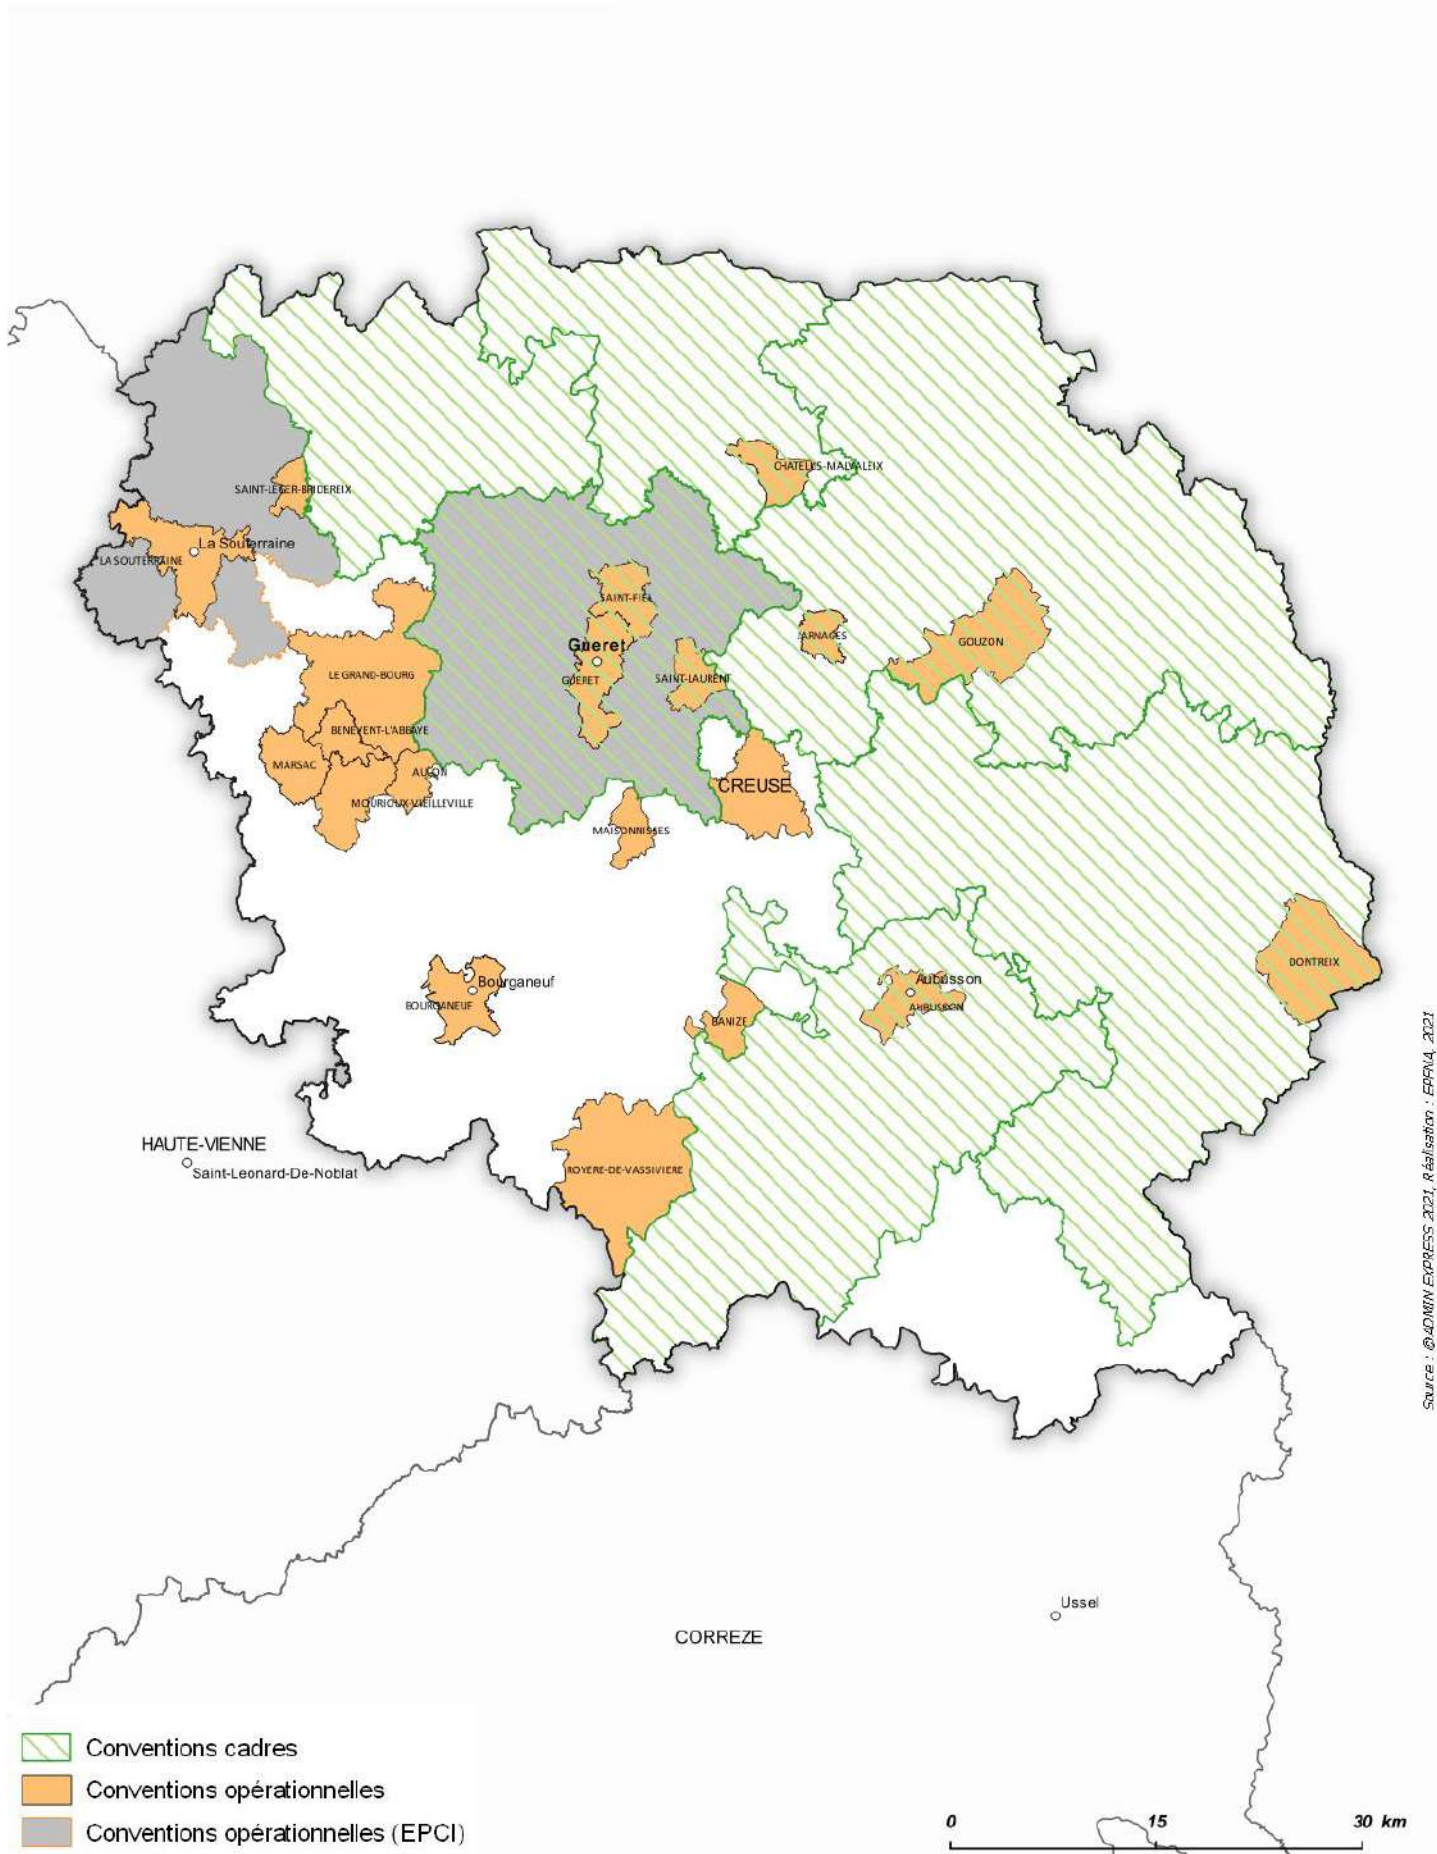 CHATELUS-MALVALEIX
SAINT-LEGER-BRIDEREIX
La Souterraine
LA SOUTERRAINE
SAINT-FIEL
JARNAGES
GOUZON
Gueret
GUERET
SAINT-LAURENT
LE GRAND-BOURG
BENEVENT-L'ABBAYE
MARSAC
AULON
CREUSE
MOURIOUX-VIEILLEVILLE
MAISONNISSES
DONTREIX
Bourganeuf
BOURGANEUF
Aubusson
AUBUSSON
BANIZE
HAUTE-VIENNE
Saint-Leonard-De-Noblat
ROYERE-DE-VASSIVIERE
Source : ©ADMIN EXPRESS 2021, Réalisation : EPFNA, 2021
Ussel
CORREZE
Conventions cadres
Conventions opérationnelles
Conventions opérationnelles (EPCI)
0 15 30 km